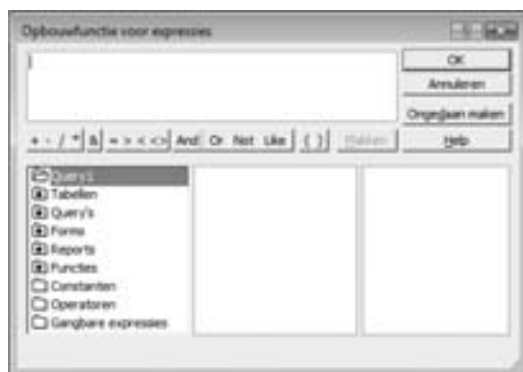 Opbouwfunctie voor expressies
OK
Annuleren
Ongedaan maken
+ - / * & = > < <> And Or Not Like ( ) Plakken Help
Query's
Tabellen
Query's
Forms
Reports
Functies
Constanten
Operatoren
Gangbare expressies